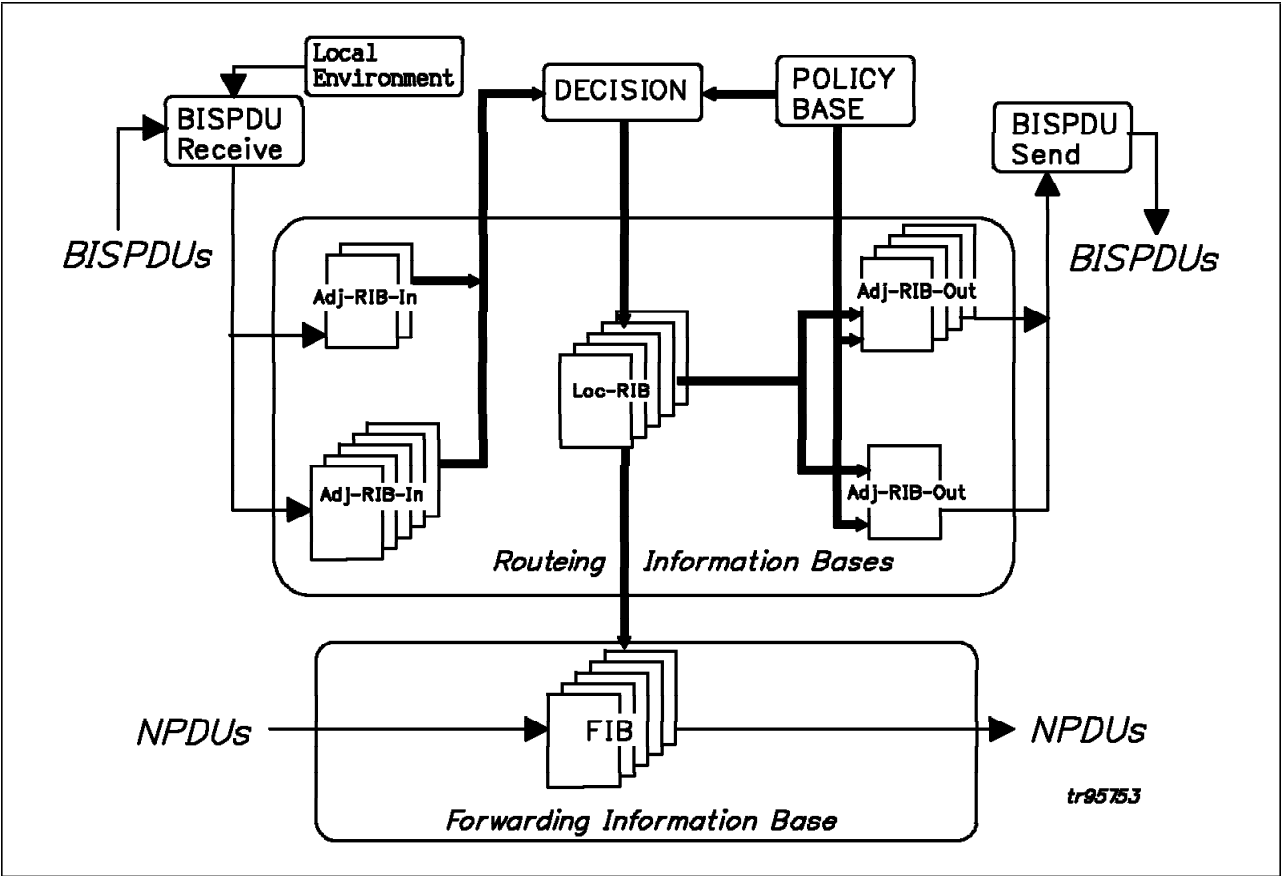 Local
Environment
BISPDU
Receive
DECISION
POLICY
BASE
BISPDU
Send
BISPDUs
BISPDUs
Adj-RIB-In
Adj-RIB-Out
Loc-RIB
Adj-RIB-In
Adj-RIB-Out
Routeing Information Bases
NPDUs
FIB
NPDUs
tr95753
Forwarding Information Base